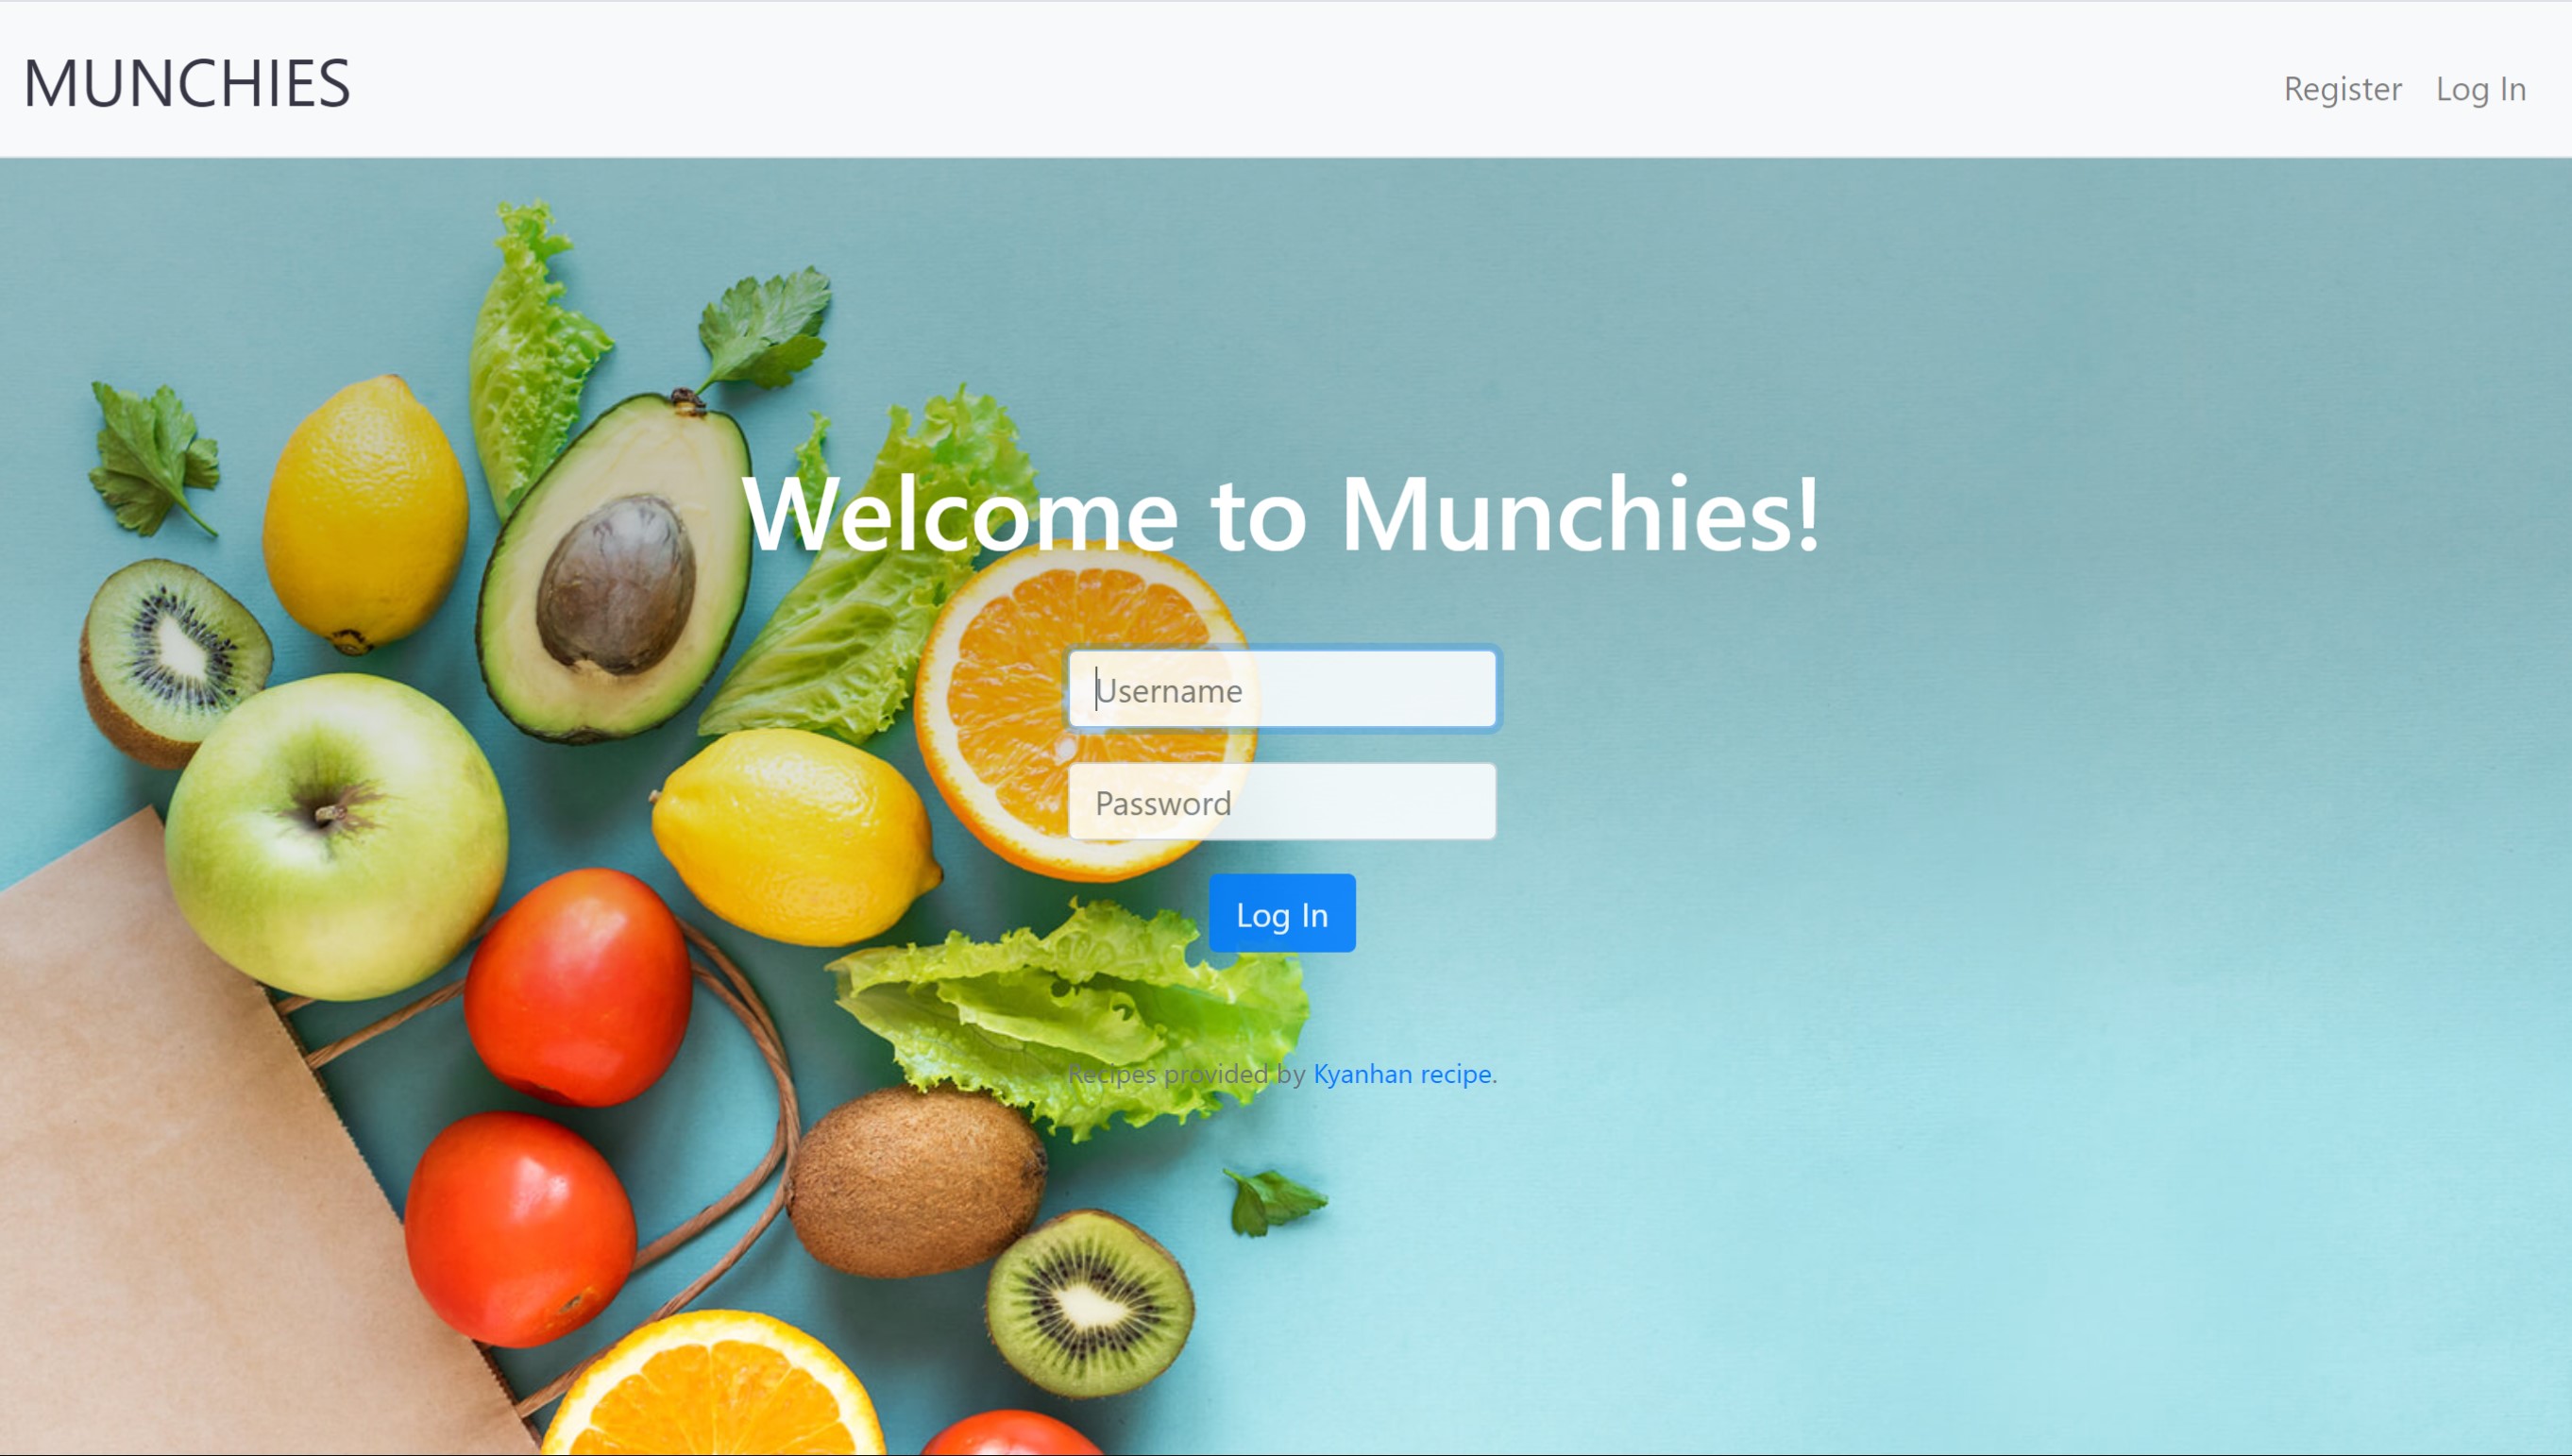 MUNCHIES
Register
Log In
Welcome to Munchies!
Username
Password
Log In
Recipes provided by Kyanhan recipe.